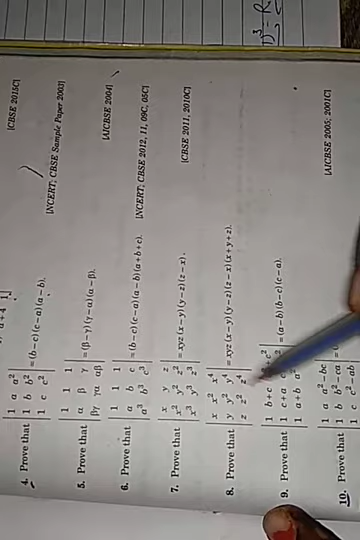 a + 4 1
[CBSE 2015C]
4. Prove that | 1 a a² | = (b − c)(c − a)(a − b).
| 1 b b² |
| 1 c c² |
[NCERT; CBSE Sample Paper 2003]
5. Prove that | 1 1 1 | = (β − γ)(γ − α)(α − β).
| α β γ |
| βγ γα αβ |
[AICBSE 2004]
6. Prove that | 1 1 1 | = (b − c)(c − a)(a − b)(a + b + c).
| a b c |
| a³ b³ c³ |
[NCERT; CBSE 2012, 11, 09C, 05C]
7. Prove that | x y z | = xyz (x − y)(y − z)(z − x).
| x² y² z² |
| x³ y³ z³ |
[CBSE 2011, 2010C]
8. Prove that | x x² x⁴ | = xyz (x − y)(y − z)(z − x)(x + y + z).
| y y² y⁴ |
| z z² z⁴ |
9. Prove that | 1 b + c | = (a − b)(b − c)(c − a).
| 1 c + a |
| 1 a + b |
10. Prove that | 1 a a² − bc |
| 1 b b² − ca |
| 1 c c² − ab |
[AICBSE 2005; 2001C]